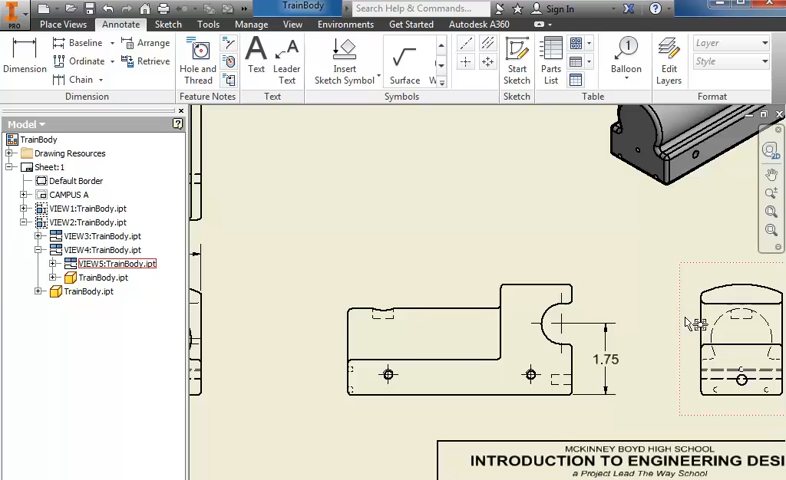 PRO
TrainBody
Search Help & Commands...
Sign In
Place Views
Annotate
Sketch
Tools
Manage
View
Environments
Get Started
Autodesk A360
Dimension
Baseline
Ordinate
Chain
Arrange
Retrieve
Dimension
Hole and
Thread
Feature Notes
A
Text
Leader
Text
Text
Insert
Sketch Symbol
Surface
Symbols
Start
Sketch
Sketch
Parts
List
1
Balloon
Table
Edit
Layers
Layer
Style
Format
Model
TrainBody
Drawing Resources
Sheet:1
Default Border
CAMPUS A
VIEW1:TrainBody.ipt
VIEW2:TrainBody.ipt
VIEW3:TrainBody.ipt
VIEW4:TrainBody.ipt
VIEW5:TrainBody.ipt
TrainBody.ipt
TrainBody.ipt
2D
1.75
MCKINNEY BOYD HIGH SCHOOL
INTRODUCTION TO ENGINEERING DESI
a Project Lead The Way School